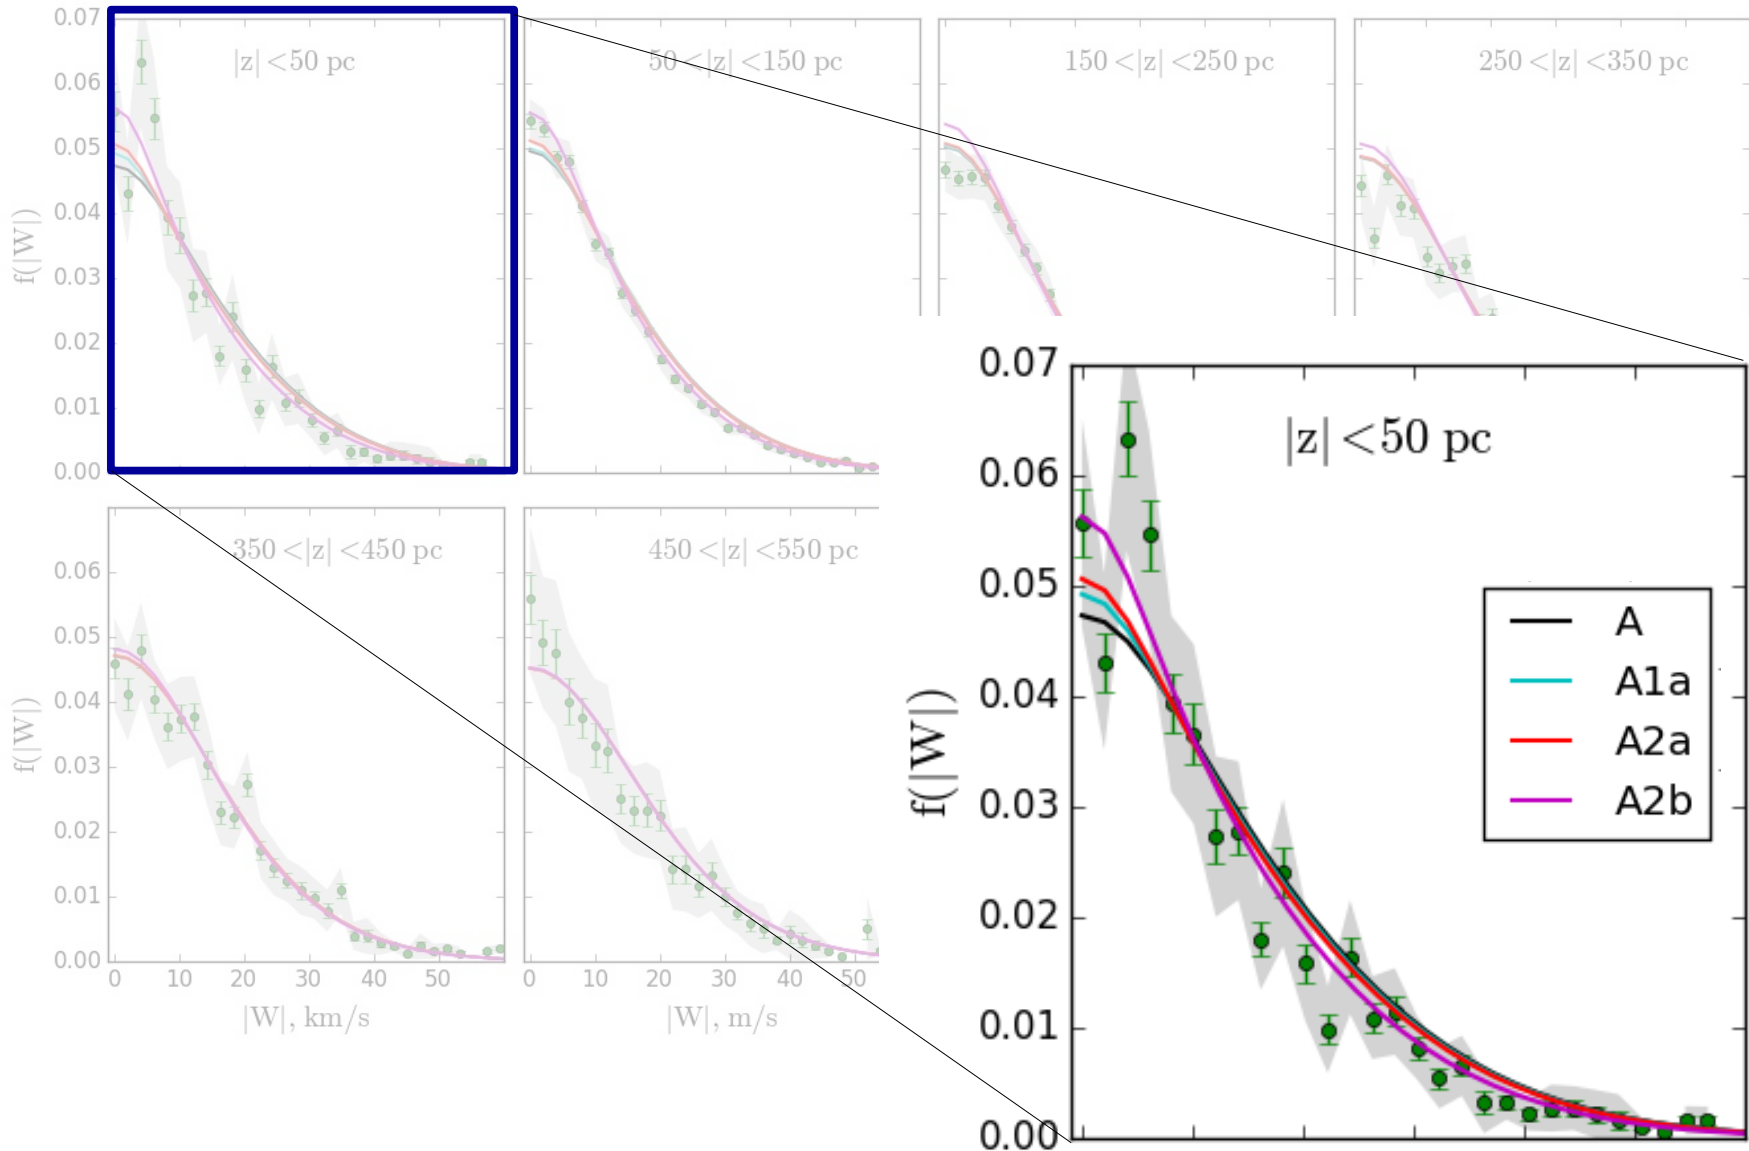 0.07
0.06
0.05
0.04
0.03
0.02
0.01
0.00
f(|W|)
|z| <50 pc
50 <|z| <150 pc
150 <|z| <250 pc
250 <|z| <350 pc
0.06
0.05
0.04
0.03
0.02
0.01
0.00
f(|W|)
350 <|z| <450 pc
450 <|z| <550 pc
0 10 20 30 40 50
0 10 20 30 40 50
|W|, km/s
|W|, m/s
0.07
0.06
0.05
0.04
0.03
0.02
0.01
0.00
f(|W|)
|z| <50 pc
A
A1a
A2a
A2b